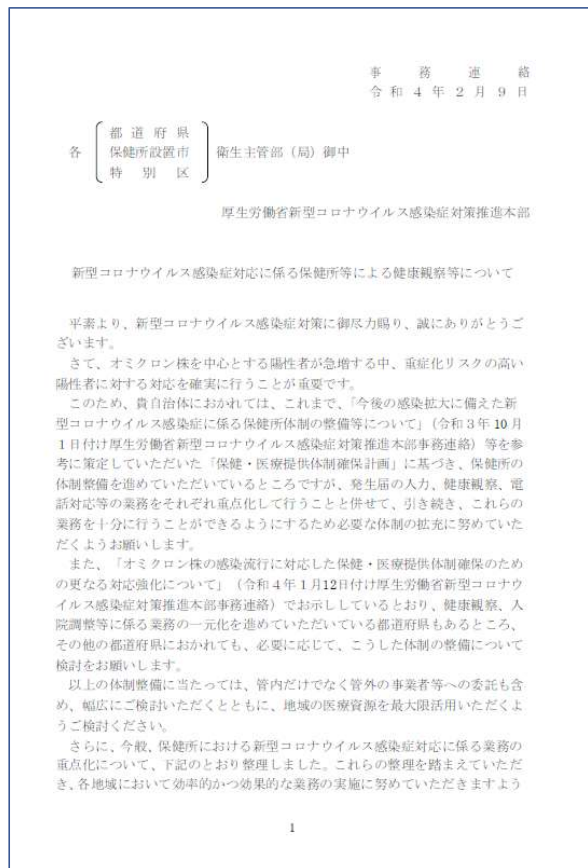 事務連絡
令和4年2月9日
都道府県
各 保健所設置市 衛生主管部（局）御中
特別区
厚生労働省新型コロナウイルス感染症対策推進本部
新型コロナウイルス感染症対応に係る保健所等による健康観察等について
平素より、新型コロナウイルス感染症対策に御尽力賜り、誠にありがとうご
ざいます。
さて、オミクロン株を中心とする陽性者が急増する中、重症化リスクの高い
陽性者に対する対応を確実に行うことが重要です。
このため、貴自治体におかれては、これまで、「今後の感染拡大に備えた新
型コロナウイルス感染症に係る保健所体制の整備等について」（令和3年10月
1日付け厚生労働省新型コロナウイルス感染症対策推進本部事務連絡）等を参
考に策定していただいた「保健・医療提供体制確保計画」に基づき、保健所の
体制整備を進めていただいているところですが、発生届の入力、健康観察、電
話対応等の業務をそれぞれ重点化して行うことと併せて、引き続き、これらの
業務を十分に行うことができるようにするため必要な体制の拡充に努めていた
だくようお願いします。
また、「オミクロン株の感染流行に対応した保健・医療提供体制確保のため
の更なる対応強化について」（令和4年1月12日付け厚生労働省新型コロナウ
イルス感染症対策推進本部事務連絡）でお示ししているとおり、健康観察、入
院調整等に係る業務の一元化を進めていただいている都道府県もあるところ、
その他の都道府県におかれても、必要に応じて、こうした体制の整備について
検討をお願いします。
以上の体制整備に当たっては、管内だけでなく管外の事業者等への委託も含
め、幅広にご検討いただくとともに、地域の医療資源を最大限活用いただくよ
うご検討ください。
さらに、今般、保健所における新型コロナウイルス感染症対応に係る業務の
重点化について、下記のとおり整理しました。これらの整理を踏まえていただ
き、各地域において効率的かつ効果的な業務の実施に努めていただきますよう
1